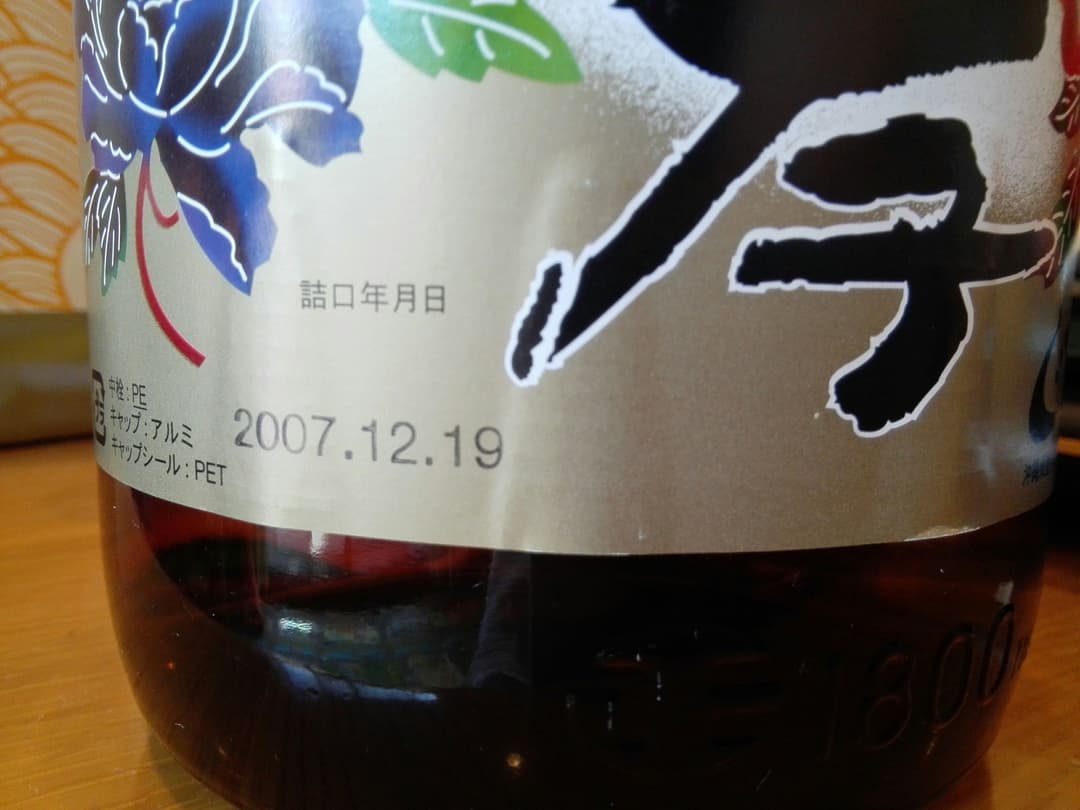 詰口年月日
中栓:PE
キャップ:アルミ
キャップシール:PET
2007.12.19
1800